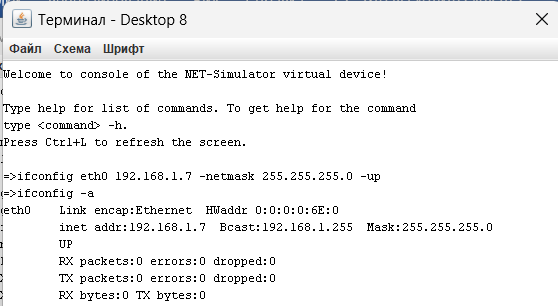 Терминал - Desktop 8
Файл Схема Шрифт
Welcome to console of the NET-Simulator virtual device!
Type help for list of commands. To get help for the command
type <command> -h.
Press Ctrl+L to refresh the screen.
=>ifconfig eth0 192.168.1.7 -netmask 255.255.255.0 -up
=>ifconfig -a
eth0 Link encap:Ethernet HWaddr 0:0:0:0:6E:0
inet addr:192.168.1.7 Bcast:192.168.1.255 Mask:255.255.255.0
UP
RX packets:0 errors:0 dropped:0
TX packets:0 errors:0 dropped:0
RX bytes:0 TX bytes:0